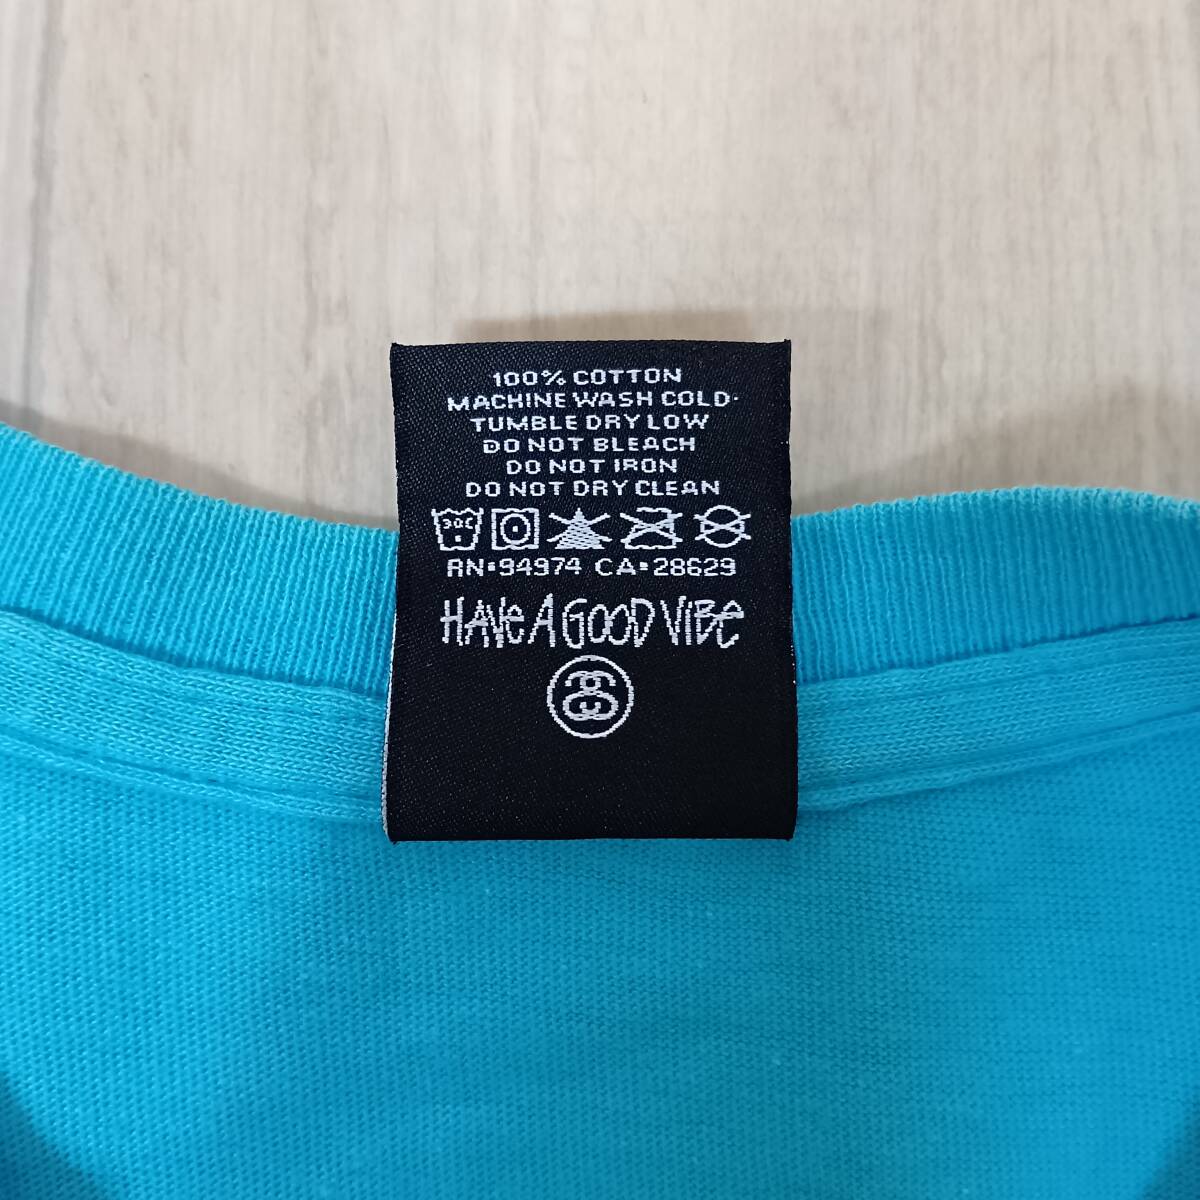 100% COTTON
MACHINE WASH COLD·
TUMBLE DRY LOW
DO NOT BLEACH
DO NOT IRON
DO NOT DRY CLEAN
30C
RN·94974 CA·28629
HAVE A GOOD VIBE